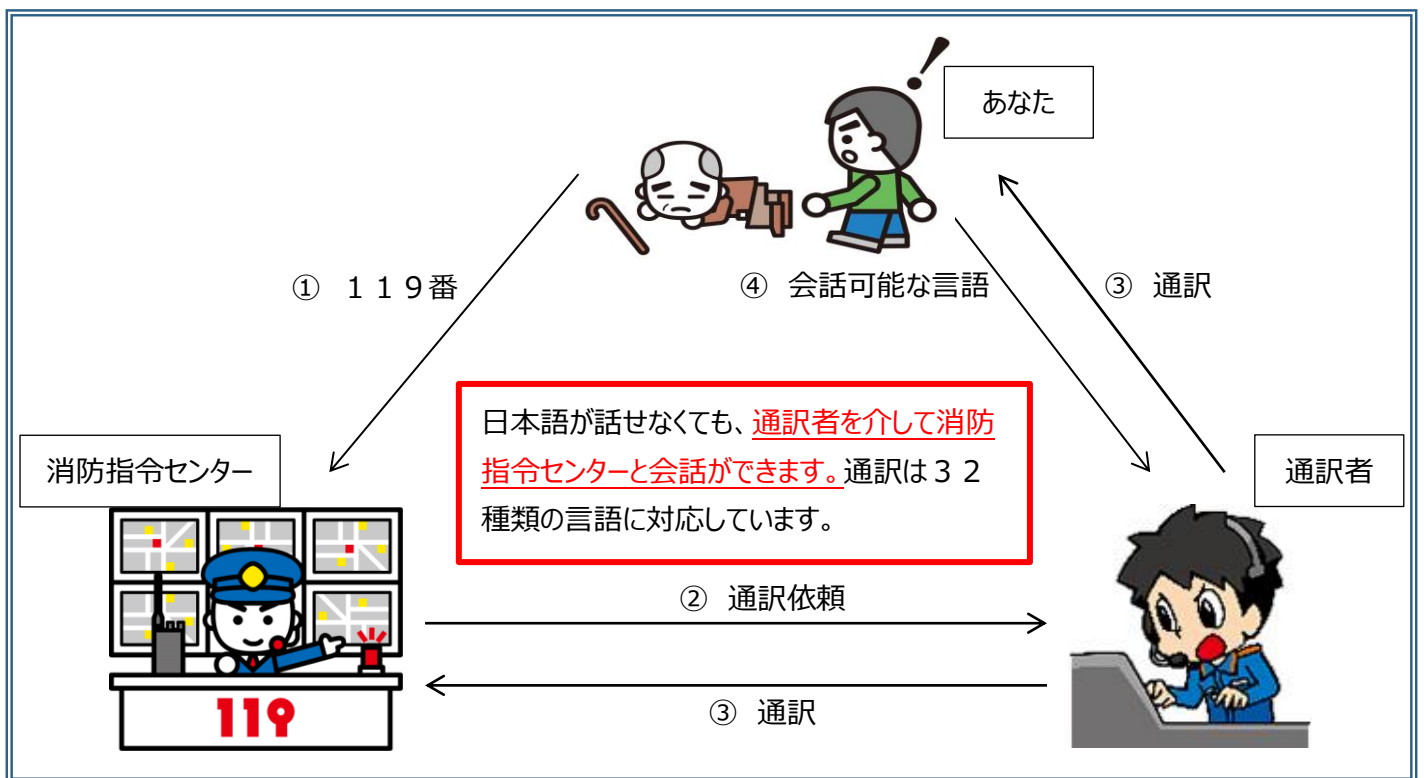 あなた
① １１９番
④ 会話可能な言語
③ 通訳
日本語が話せなくても、通訳者を介して消防
指令センターと会話ができます。通訳は３２
種類の言語に対応しています。
消防指令センター
通訳者
② 通訳依頼
③ 通訳
119